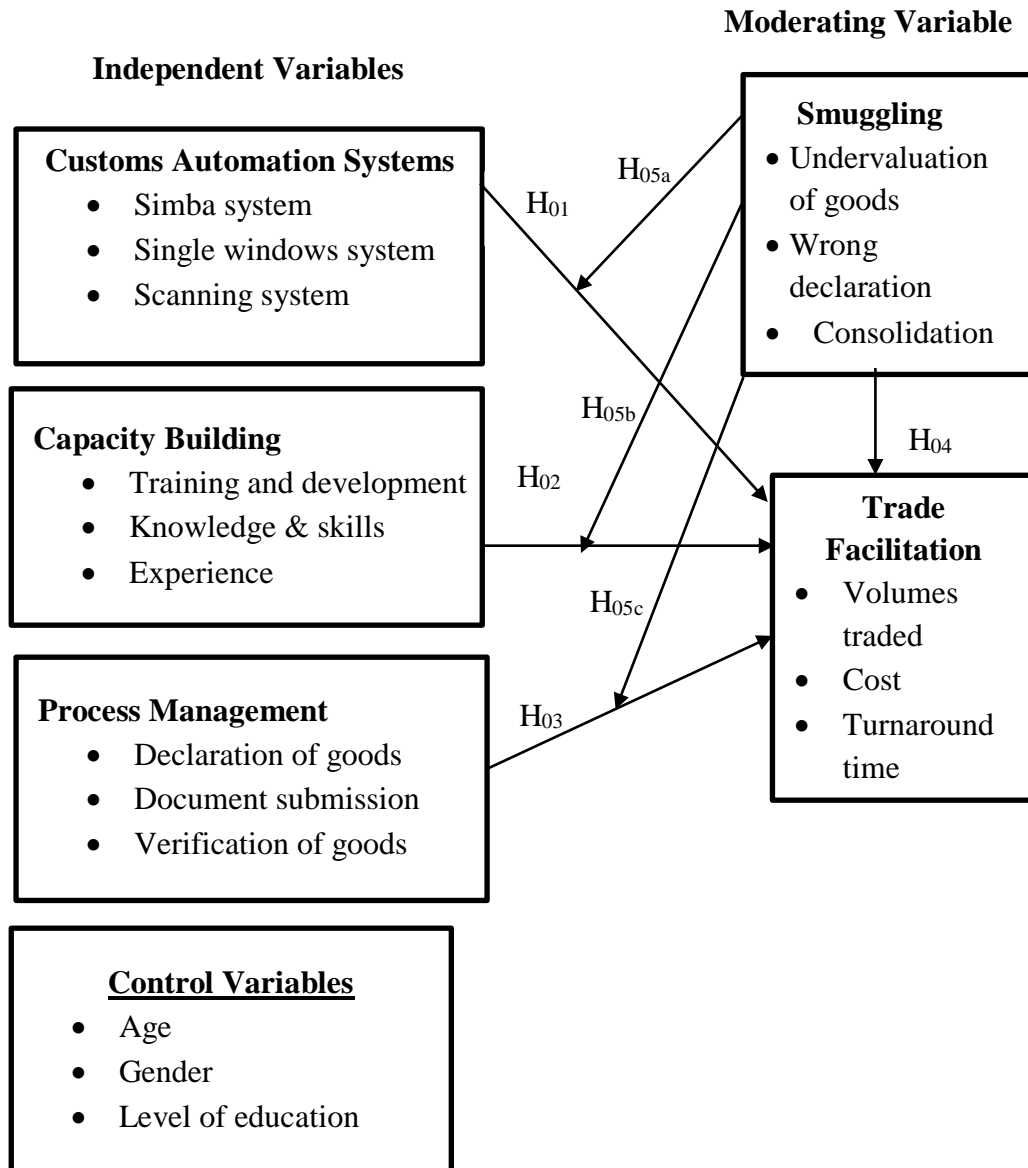 Moderating Variable
Independent Variables
Customs Automation Systems
• Simba system
• Single windows system
• Scanning system
Smuggling
• Undervaluation
of goods
• Wrong
declaration
• Consolidation
H05a
H01
Capacity Building
• Training and development
• Knowledge & skills
• Experience
H05b
H02
H04
H05c
Trade
Facilitation
• Volumes
traded
• Cost
• Turnaround
time
Process Management
• Declaration of goods
• Document submission
• Verification of goods
H03
Control Variables
• Age
• Gender
• Level of education